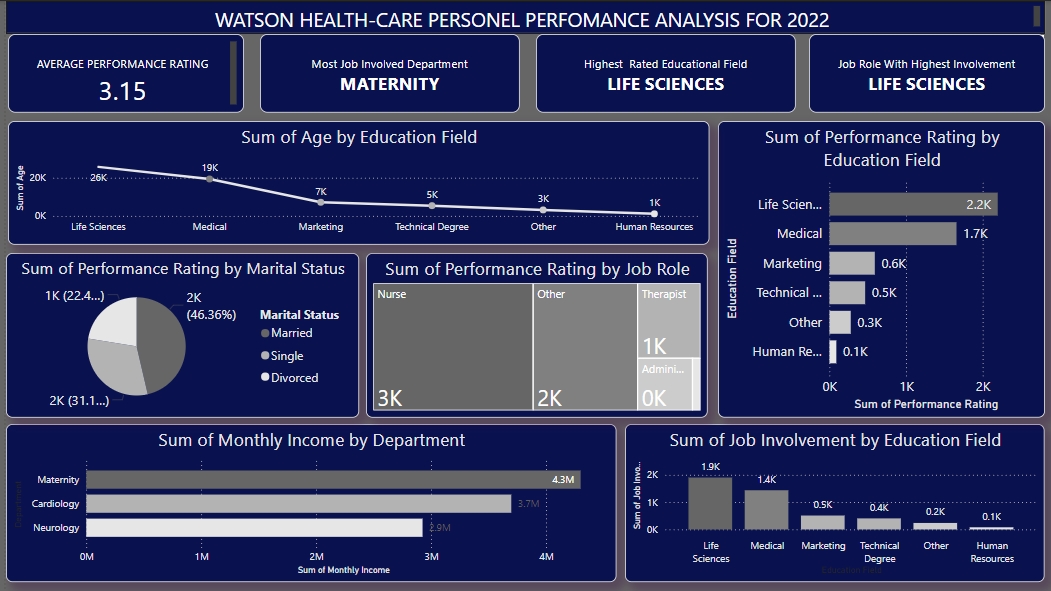 WATSON HEALTH-CARE PERSONEL PERFOMANCE ANALYSIS FOR 2022
AVERAGE PERFORMANCE RATING
3.15
Most Job Involved Department
MATERNITY
Highest Rated Educational Field
LIFE SCIENCES
Job Role With Highest Involvement
LIFE SCIENCES
Sum of Age by Education Field
Sum of Age
20K
0K
26K
19K
7K
5K
3K
1K
Life Sciences
Medical
Marketing
Technical Degree
Other
Human Resources
Sum of Performance Rating by
Education Field
Education Field
Life Scien...
2.2K
Medical
1.7K
Marketing
0.6K
Technical ...
0.5K
Other
0.3K
Human Re...
0.1K
0K
1K
2K
Sum of Performance Rating
Sum of Performance Rating by Marital Status
1K (22.4...)
2K
(46.36%)
2K (31.1...)
Marital Status
Married
Single
Divorced
Sum of Performance Rating by Job Role
Nurse
3K
Other
2K
Therapist
1K
Admini...
0K
Sum of Monthly Income by Department
Department
Maternity
4.3M
Cardiology
3.7M
Neurology
2.9M
0M
1M
2M
3M
4M
Sum of Monthly Income
Sum of Job Involvement by Education Field
Sum of Job Invo...
2K
1K
0K
1.9K
1.4K
0.5K
0.4K
0.2K
0.1K
Life
Sciences
Medical
Marketing
Technical
Degree
Other
Human
Resources
Education Field